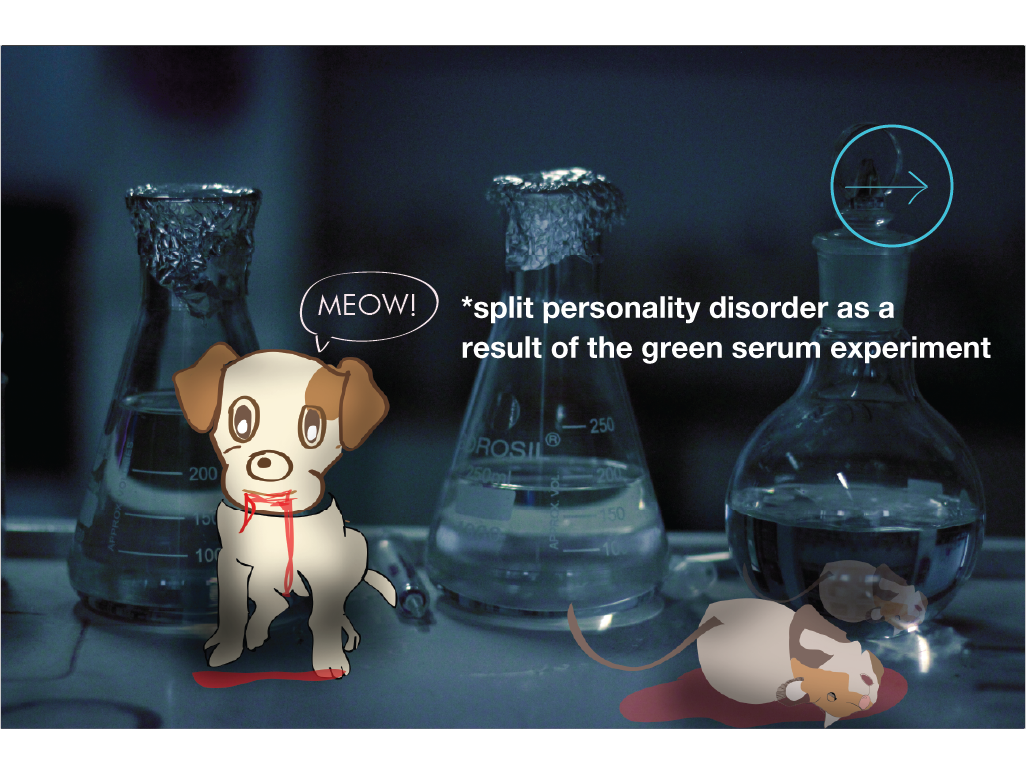 MEOW!
*split personality disorder as a
result of the green serum experiment
250
ROSIL®
250ml
200
200
150
150
100
100
APPROX. VOL.